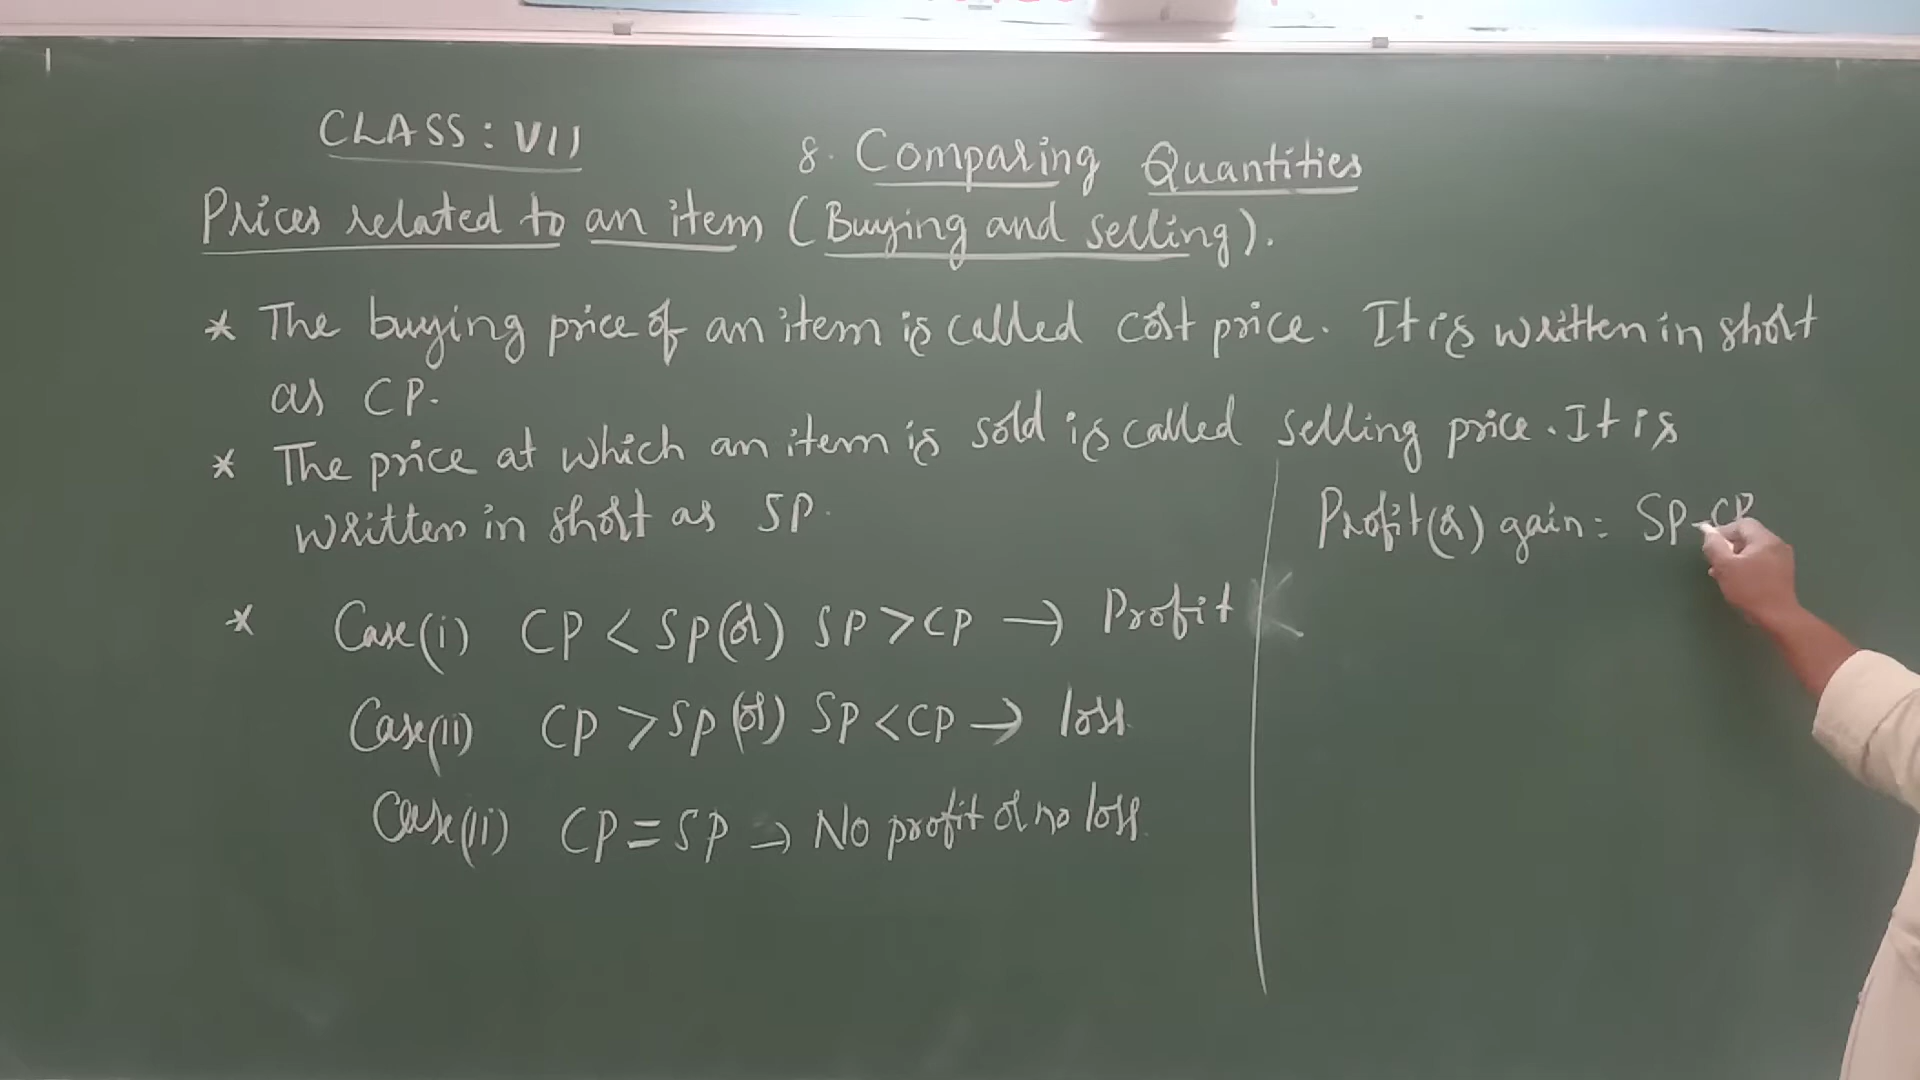 CLASS: VII
8. Comparing Quantities
Prices related to an item (Buying and selling).
* The buying price of an item is called cost price. It is written in short
as CP.
* The price at which an item is sold is called selling price. It is
written in short as SP.
* Case(i) CP < SP (or) SP > CP → Profit
Case(ii) CP > SP (or) SP < CP → loss
Case(ii) CP = SP → No profit or no loss
Profit (or) gain = SP - CP